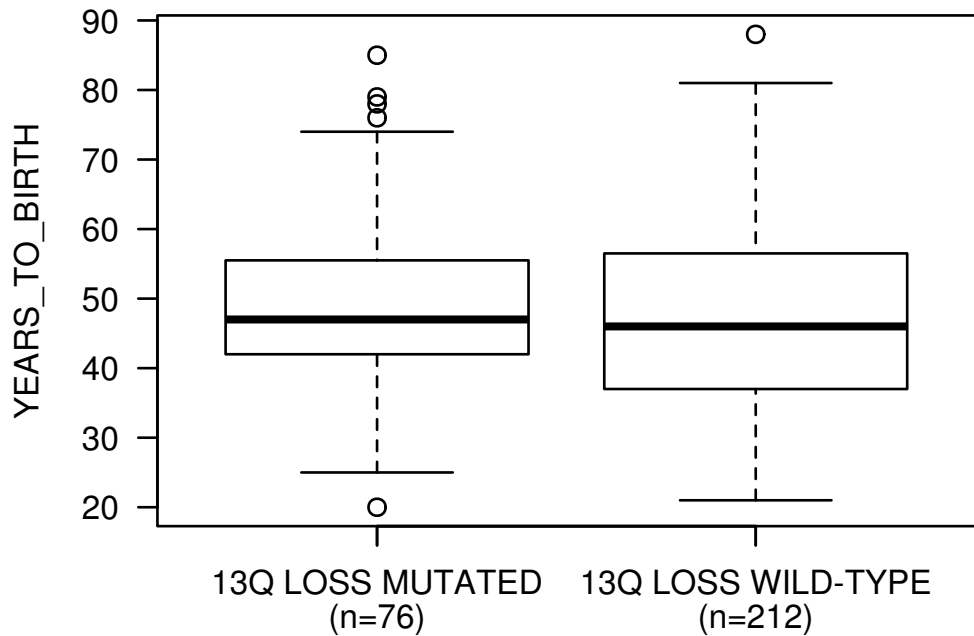 YEARS_TO_BIRTH
90
80
70
60
50
40
30
20
13Q LOSS MUTATED
(n=76)
13Q LOSS WILD-TYPE
(n=212)